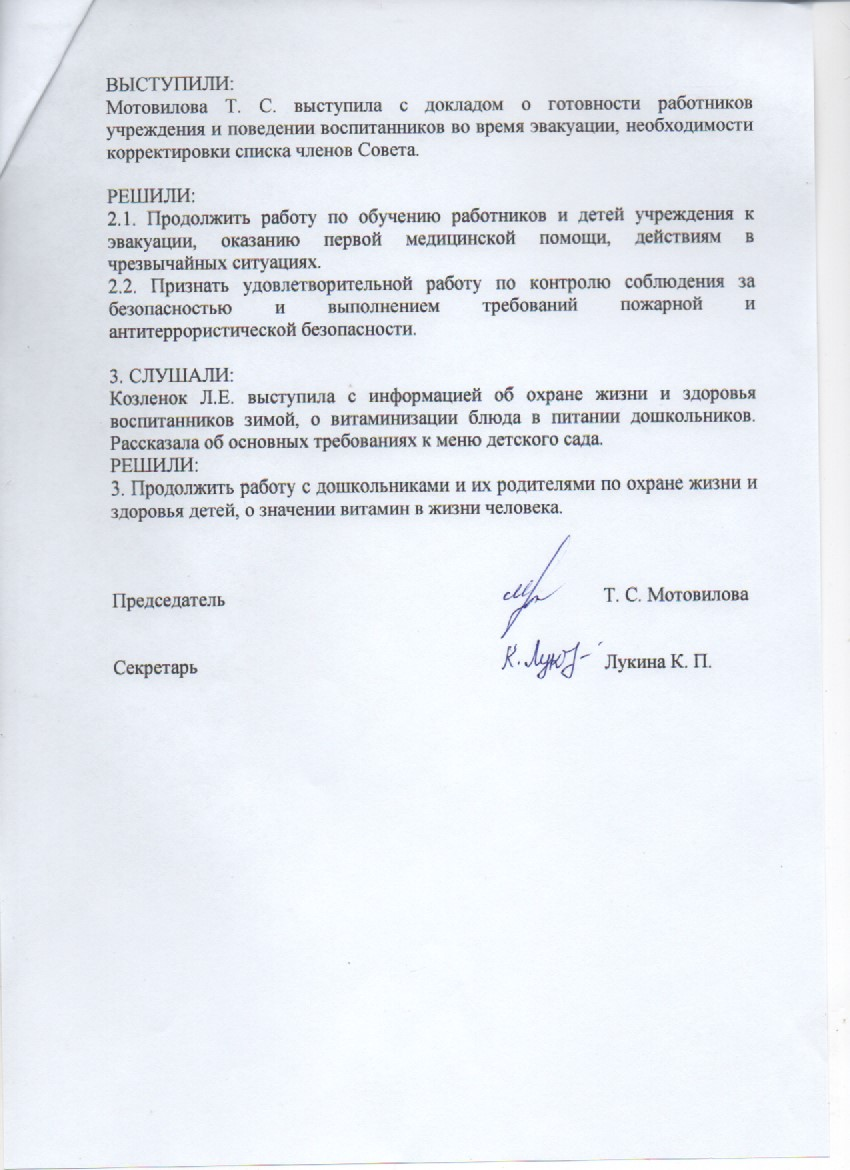 ВЫСТУПИЛИ:
Мотовилова Т. С. выступила с докладом о готовности работников
учреждения и поведении воспитанников во время эвакуации, необходимости
корректировки списка членов Совета.
РЕШИЛИ:
2.1. Продолжить работу по обучению работников и детей учреждения к
эвакуации, оказанию первой медицинской помощи, действиям в
чрезвычайных ситуациях.
2.2. Признать удовлетворительной работу по контролю соблюдения за
безопасностью и выполнением требований пожарной и
антитеррористической безопасности.
3. СЛУШАЛИ:
Козленок Л.Е. выступила с информацией об охране жизни и здоровья
воспитанников зимой, о витаминизации блюда в питании дошкольников.
Рассказала об основных требованиях к меню детского сада.
РЕШИЛИ:
3. Продолжить работу с дошкольниками и их родителями по охране жизни и
здоровья детей, о значении витамин в жизни человека.
Председатель Т. С. Мотовилова
Секретарь Лукина К. П.